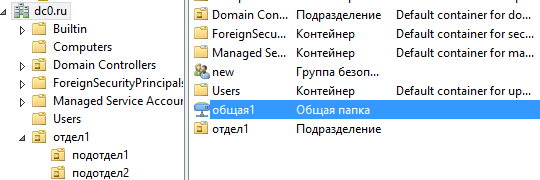 dc0.ru
Builtin
Computers
Domain Controllers
ForeignSecurityPrincipals
Managed Service Accour
Users
отдел1
подотдел1
подотдел2
Domain Contro... Подразделение Default container for do...
ForeignSecu... Контейнер Default container for sec...
Managed Se... Контейнер Default container for ma...
new Группа безоп...
Users Контейнер Default container for up...
общая1 Общая папка
отдел1 Подразделение